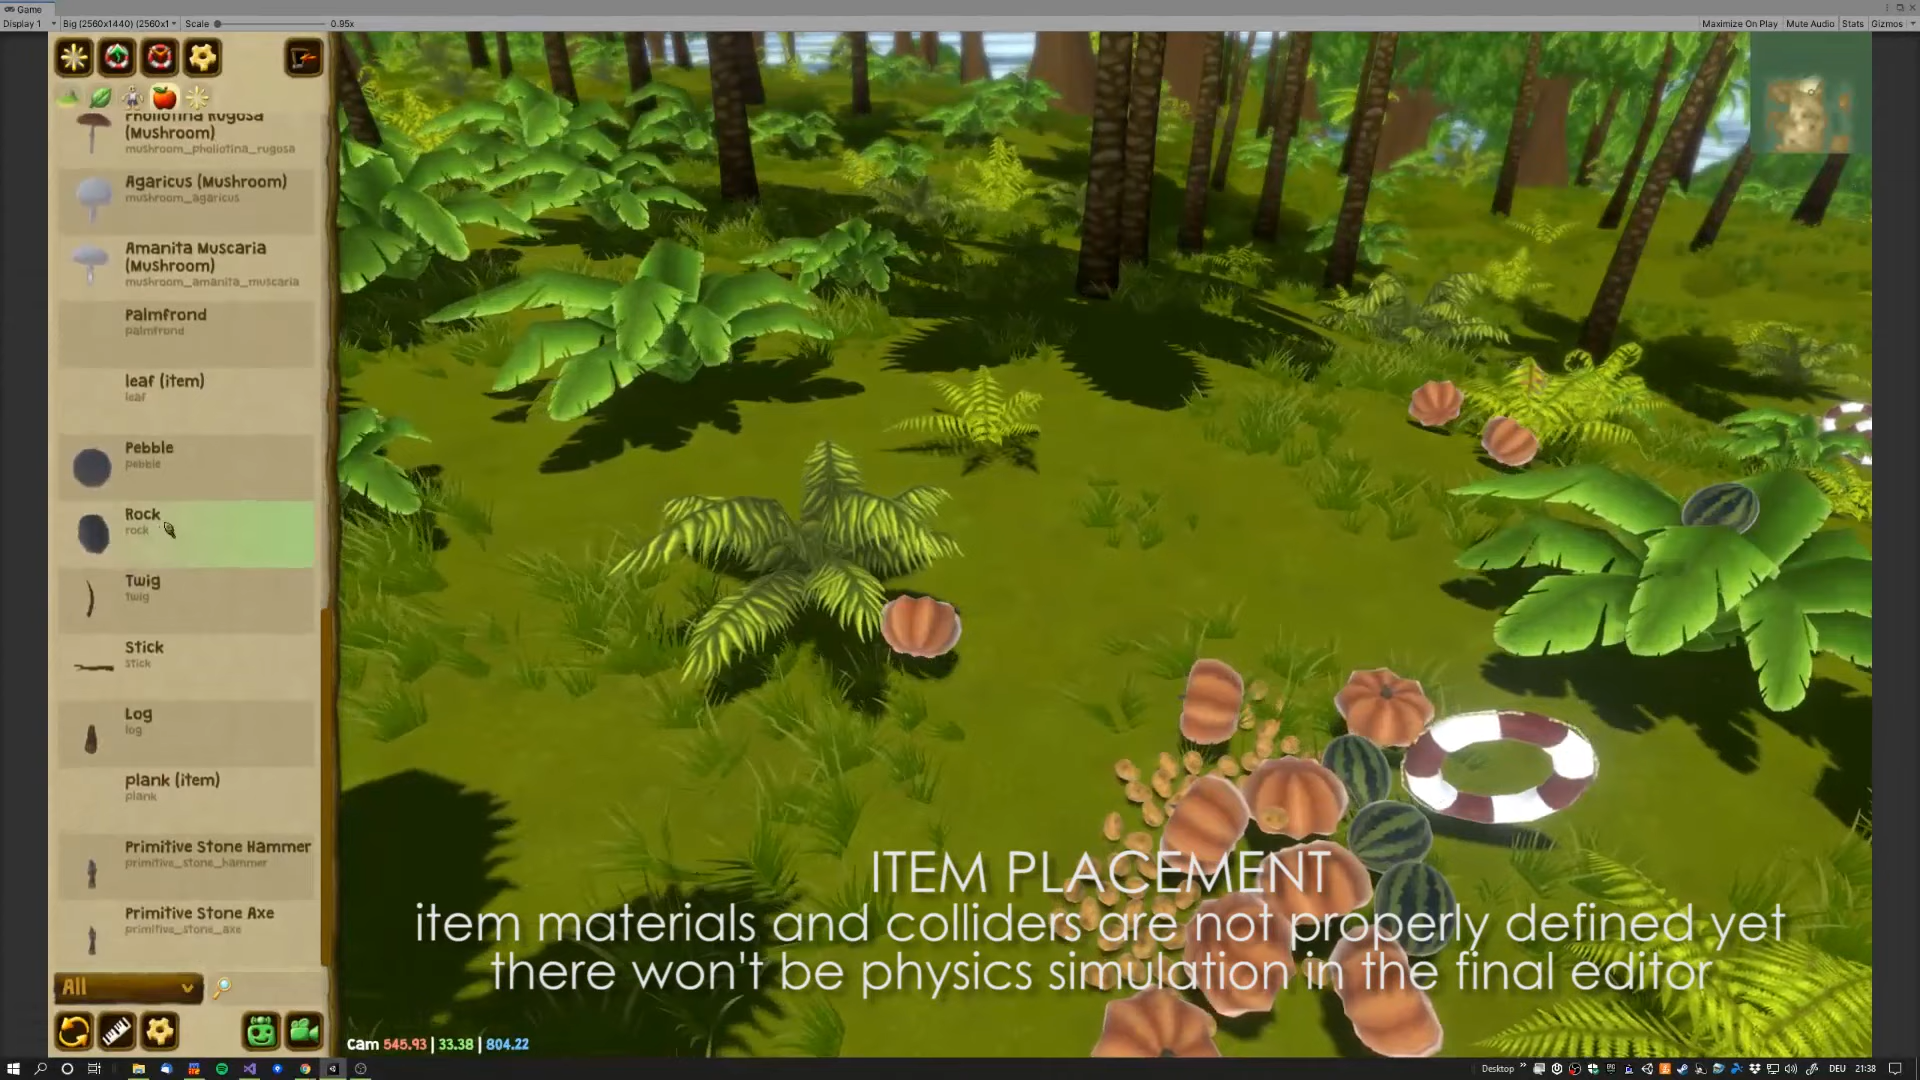 Game
Display 1 Big (2560x1440) (2560x1 Scale 0.95x Maximize On Play Mute Audio Stats Gizmos
Pholiotina Rugosa
(Mushroom)
mushroom_pholiotina_rugosa
Agaricus (Mushroom)
mushroom_agaricus
Amanita Muscaria
(Mushroom)
mushroom_amanita_muscaria
Palmfrond
palmfrond
leaf (item)
leaf
Pebble
pebble
Rock
rock
Twig
twig
Stick
stick
Log
log
plank (item)
plank
Primitive Stone Hammer
primitive_stone_hammer
Primitive Stone Axe
primitive_stone_axe
All
ITEM PLACEMENT
item materials and colliders are not properly defined yet
there won't be physics simulation in the final editor
Cam 545.93 | 33.38 | 804.22
Desktop DEU 21:38